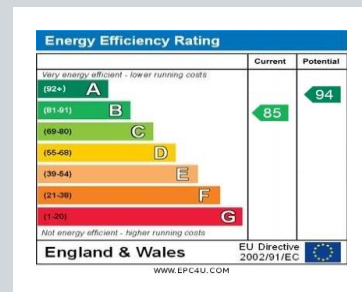 Energy Efficiency Rating
Current Potential
Very energy efficient - lower running costs
(92+) A
94
(81-91) B
85
(69-80) C
(55-68) D
(39-54) E
(21-38) F
(1-20) G
Not energy efficient - higher running costs
England & Wales
EU Directive
2002/91/EC
WWW.EPC4U.COM